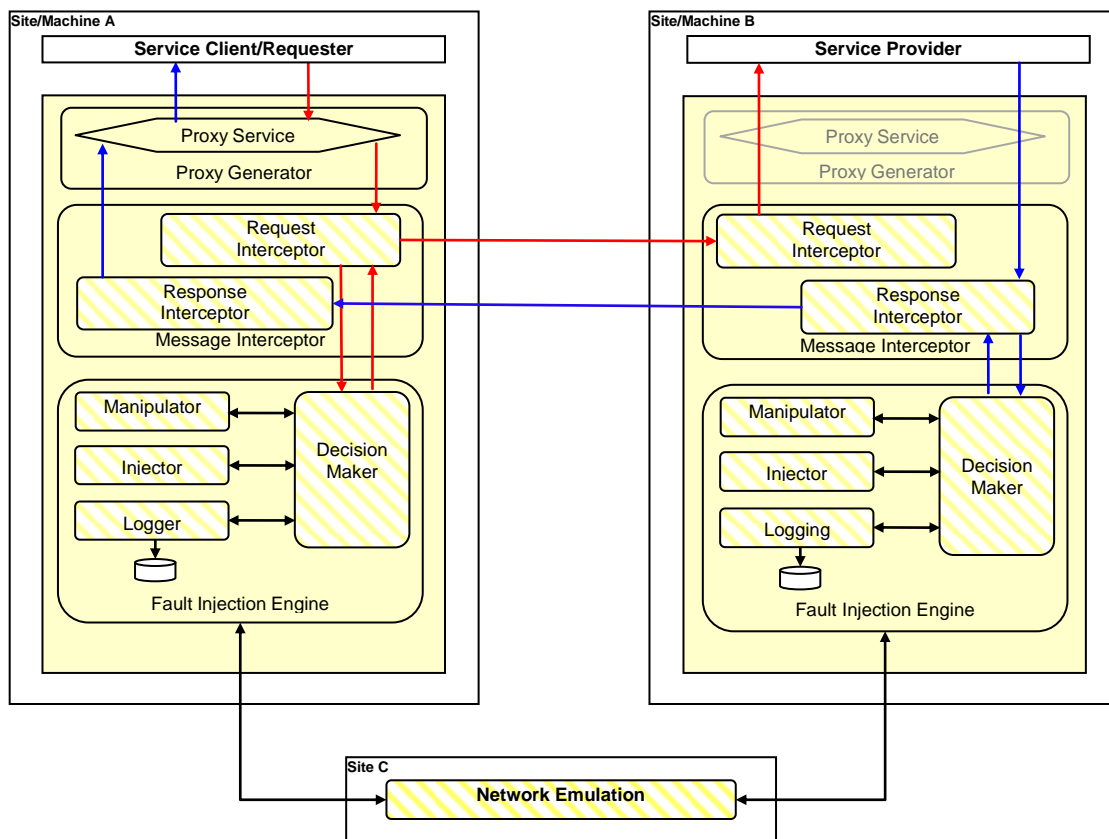 Site/Machine A
Service Client/Requester
Proxy Service
Proxy Generator
Request
Interceptor
Response
Interceptor
Message Interceptor
Manipulator
Injector
Logger
Decision
Maker
Fault Injection Engine
Site/Machine B
Service Provider
Proxy Service
Proxy Generator
Request
Interceptor
Response
Interceptor
Message Interceptor
Manipulator
Injector
Logging
Decision
Maker
Fault Injection Engine
Site C
Network Emulation